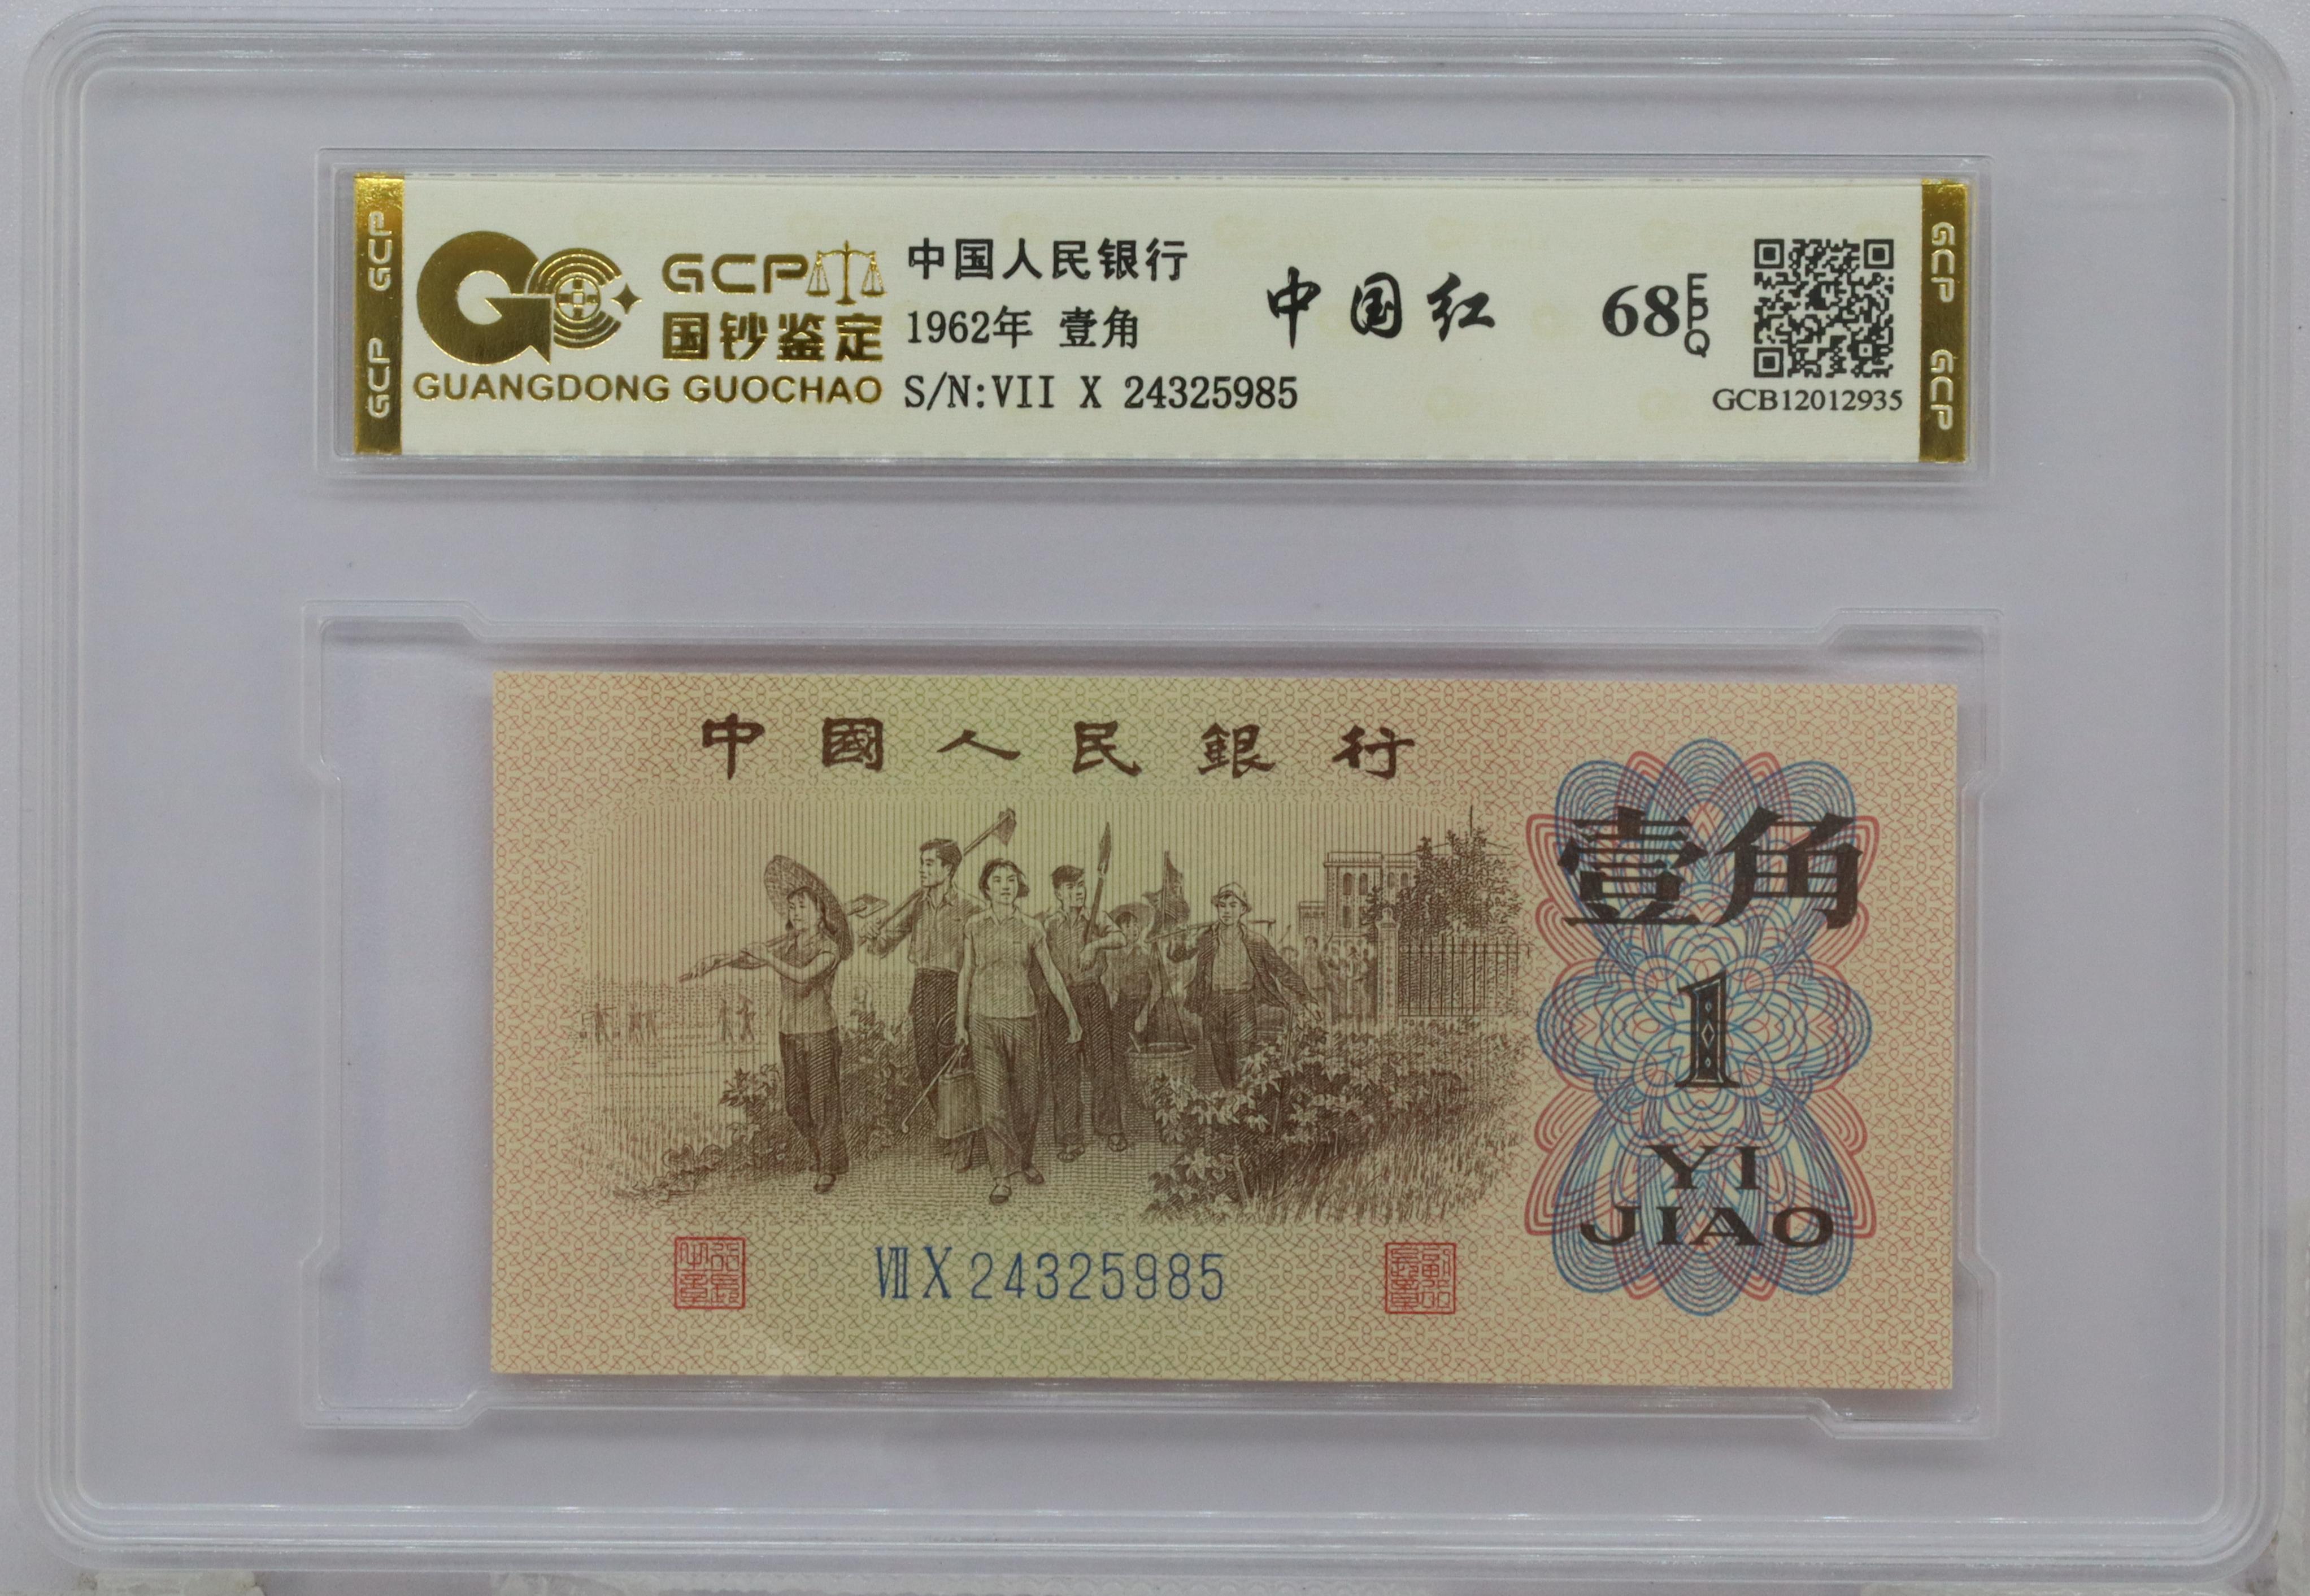 GCP GCP
GCP
国钞鉴定
GUANGDONG GUOCHAO
中国人民银行
1962年 壹角
S/N:VII X 24325985
中国红
68 EPQ
GCB12012935
GCP GCP
中國人民銀行
壹角
1
YI
JIAO
ⅦX24325985